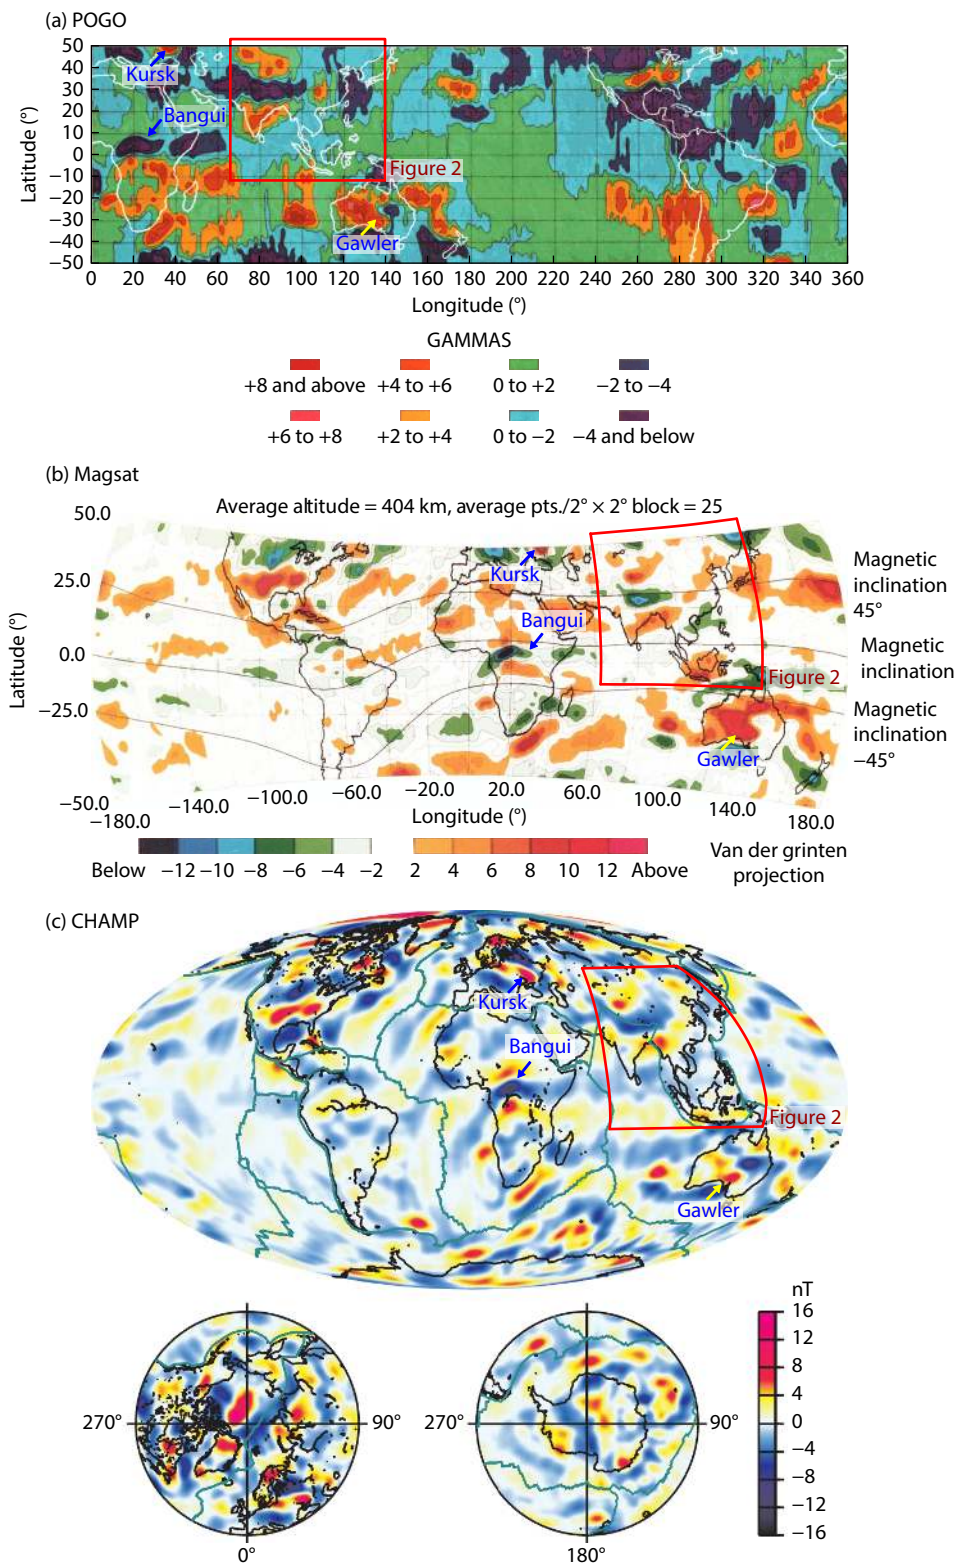 (a) POGO
50
40
30
20
10
0
−10
−20
−30
−40
−50
Latitude (°)
Kursk
Bangui
Figure 2
Gawler
0 20 40 60 80 100 120 140 160 180 200 220 240 260 280 300 320 340 360
Longitude (°)
GAMMAS
+8 and above +4 to +6 0 to +2 −2 to −4
+6 to +8 +2 to +4 0 to −2 −4 and below
(b) Magsat
Average altitude = 404 km, average pts./2° × 2° block = 25
50.0
25.0
0.0
−25.0
−50.0
Latitude (°)
Kursk
Bangui
Figure 2
Gawler
Magnetic
inclination
45°
Magnetic
inclination
Magnetic
inclination
−45°
−180.0 −140.0 −100.0 −60.0 −20.0 20.0 60.0 100.0 140.0 180.0
Longitude (°)
Below −12 −10 −8 −6 −4 −2 2 4 6 8 10 12 Above
Van der grinten
projection
(c) CHAMP
Kursk
Bangui
Figure 2
Gawler
270° 90°
0°
270° 90°
180°
nT
16
12
8
4
0
−4
−8
−12
−16